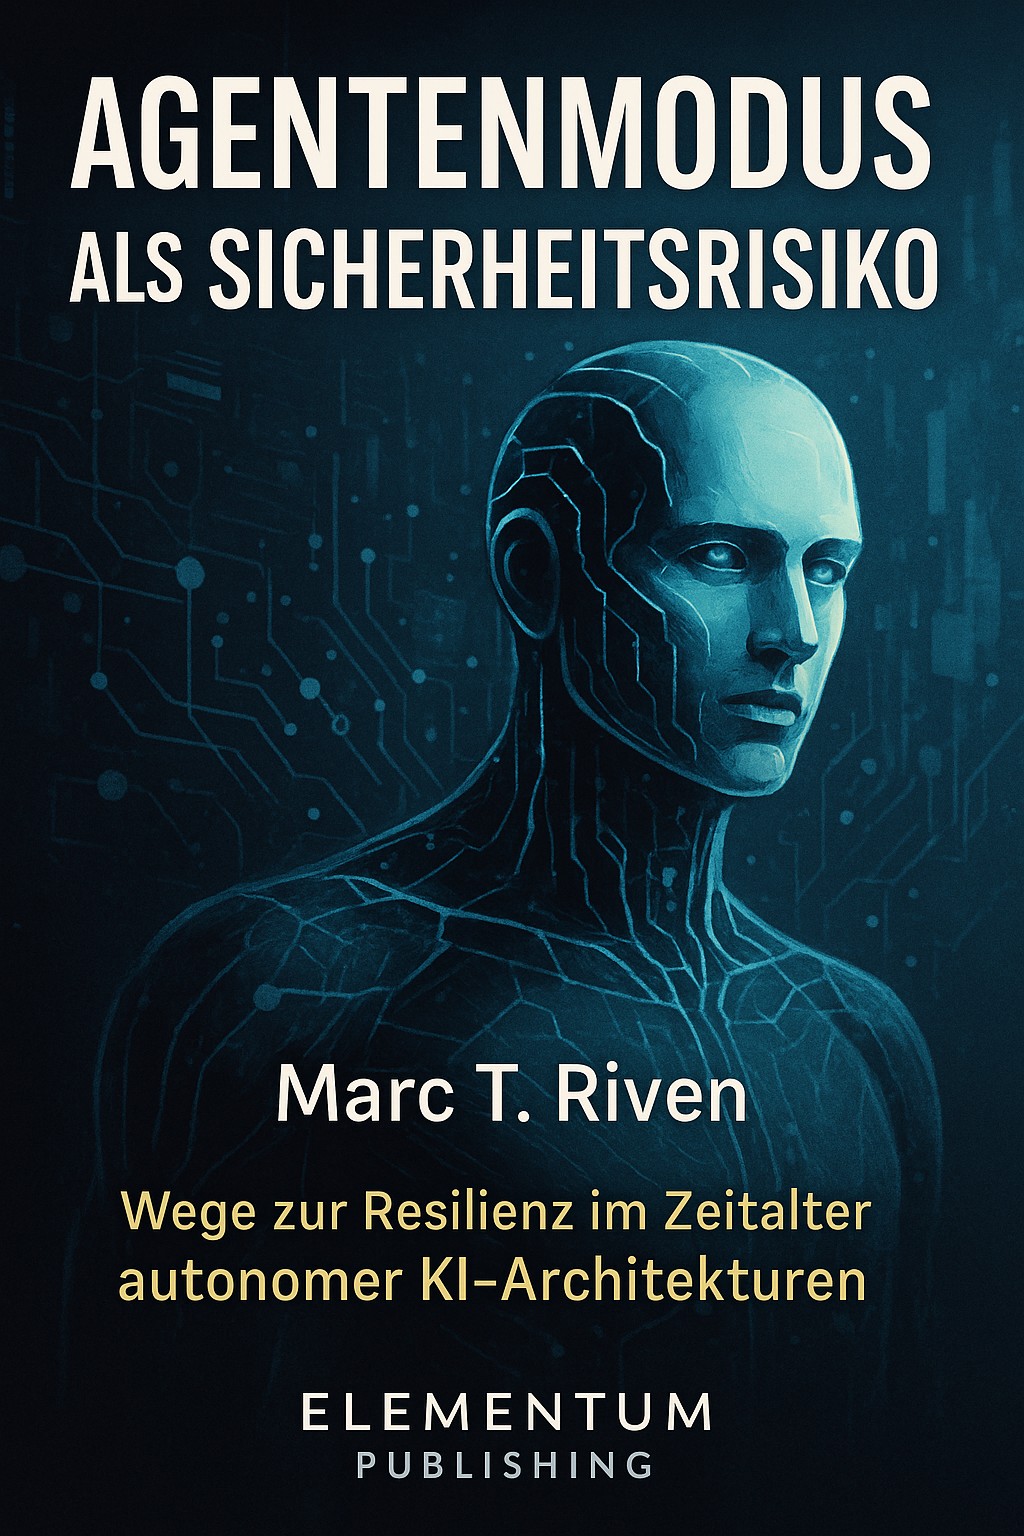 AGENTENMODUS
ALS SICHERHEITSRISIKO
Marc T. Riven
Wege zur Resilienz im Zeitalter
autonomer KI–Architekturen
ELEMENTUM
PUBLISHING